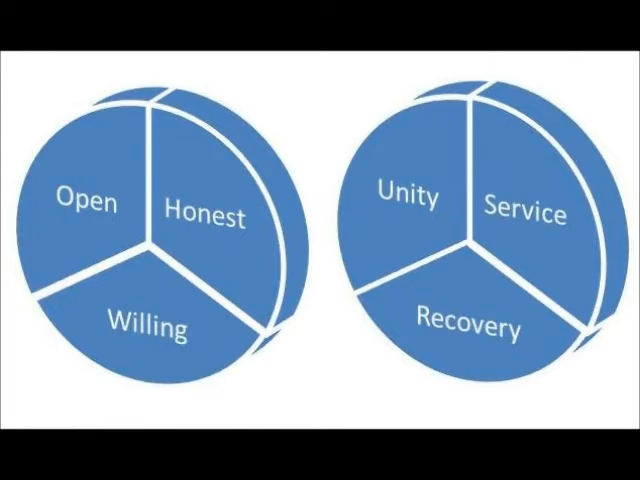 Open
Honest
Willing
Unity
Service
Recovery